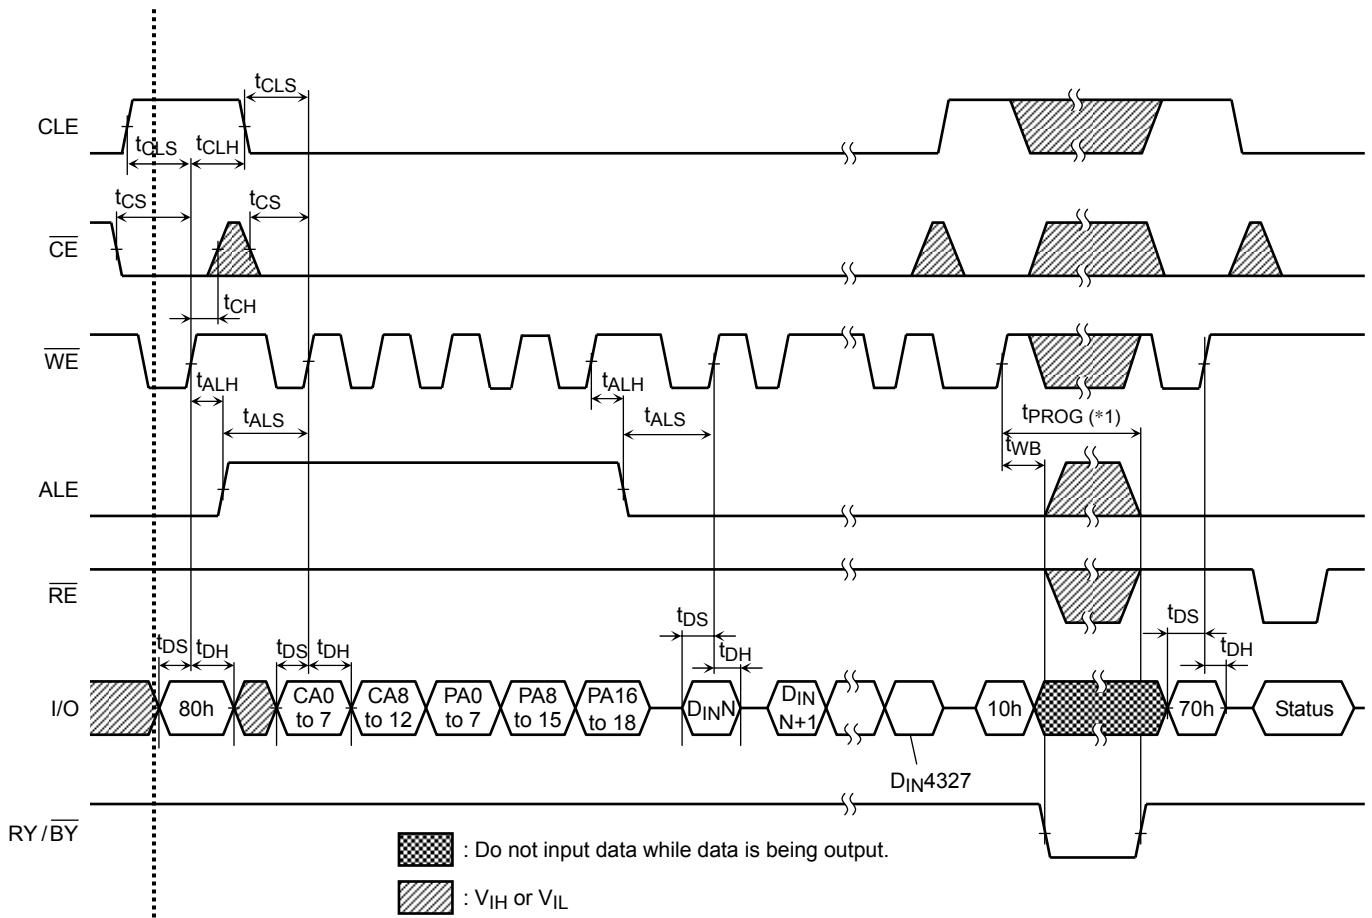 tCLS
CLE
tCLS
tCLH
tCS
tCS
CE
tCH
WE
tALH
tALH
tALS
tALS
tPROG (*1)
tWB
ALE
RE
tDS
tDH
tDS
tDH
tDS
tDH
tDS
tDH
I/O
80h
CA0 to 7
CA8 to 12
PA0 to 7
PA8 to 15
PA16 to 18
DINN
DIN N+1
10h
70h
Status
DIN4327
RY/BY
: Do not input data while data is being output.
: VIH or VIL